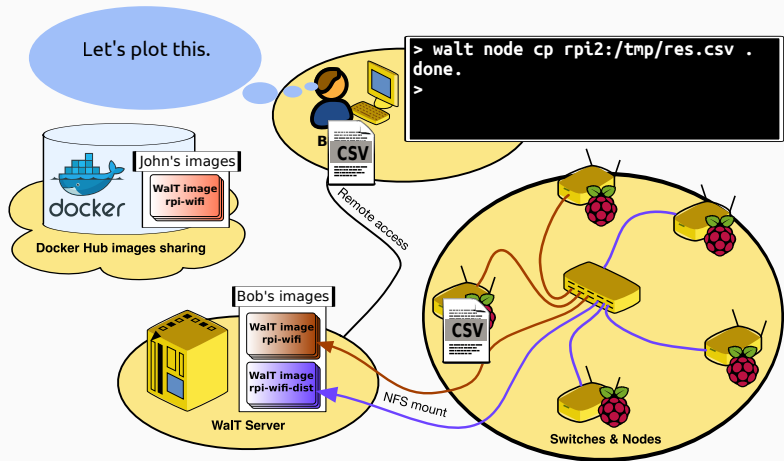 Let's plot this.
> walt node cp rpi2:/tmp/res.csv .
done.
>
B
CSV
John's images
WalT image
rpi-wifi
docker
Docker Hub images sharing
Remote access
CSV
Bob's images
WalT image
rpi-wifi
WalT image
rpi-wifi-dist
NFS mount
WalT Server
Switches & Nodes